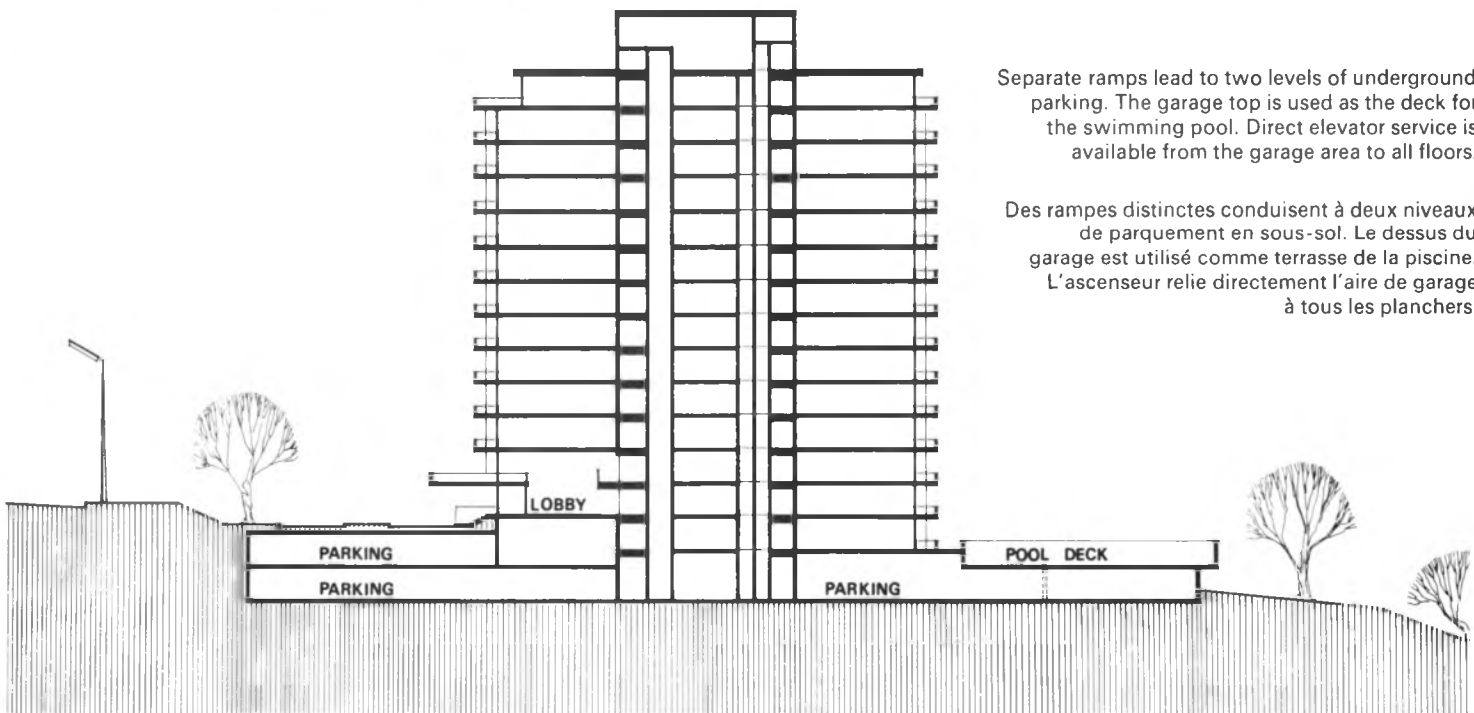 Separate ramps lead to two levels of underground
parking. The garage top is used as the deck for
the swimming pool. Direct elevator service is
available from the garage area to all floors.
Des rampes distinctes conduisent à deux niveaux
de parquement en sous-sol. Le dessus du
garage est utilisé comme terrasse de la piscine.
L'ascenseur relie directement l'aire de garage
à tous les planchers
LOBBY
PARKING
POOL DECK
PARKING
PARKING